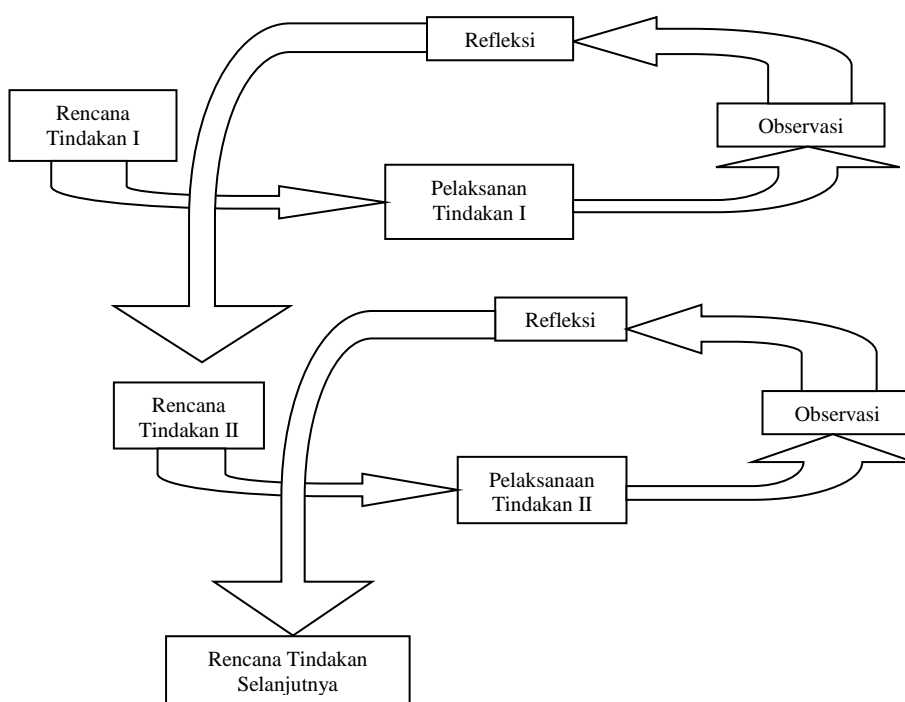 Refleksi
Rencana
Tindakan I
Observasi
Pelaksanan
Tindakan I
Refleksi
Rencana
Tindakan II
Observasi
Pelaksanaan
Tindakan II
Rencana Tindakan
Selanjutnya